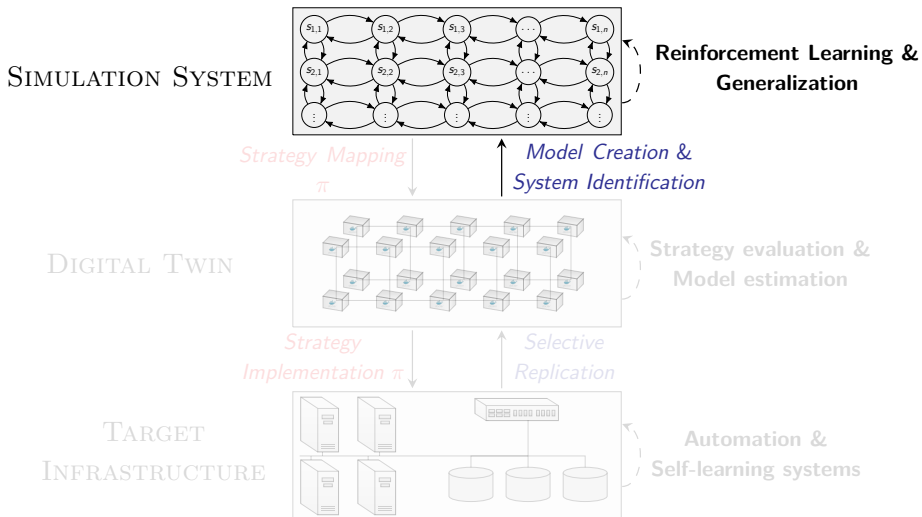 s1,1 s1,2 s1,3 ... s1,n
s2,1 s2,2 s2,3 ... s2,n
⋮ ⋮ ⋮ ⋮ ⋮
SIMULATION SYSTEM
Reinforcement Learning &
Generalization
Strategy Mapping
π
Model Creation &
System Identification
DIGITAL TWIN
Strategy evaluation &
Model estimation
Strategy
Implementation π
Selective
Replication
TARGET
INFRASTRUCTURE
Automation &
Self-learning systems